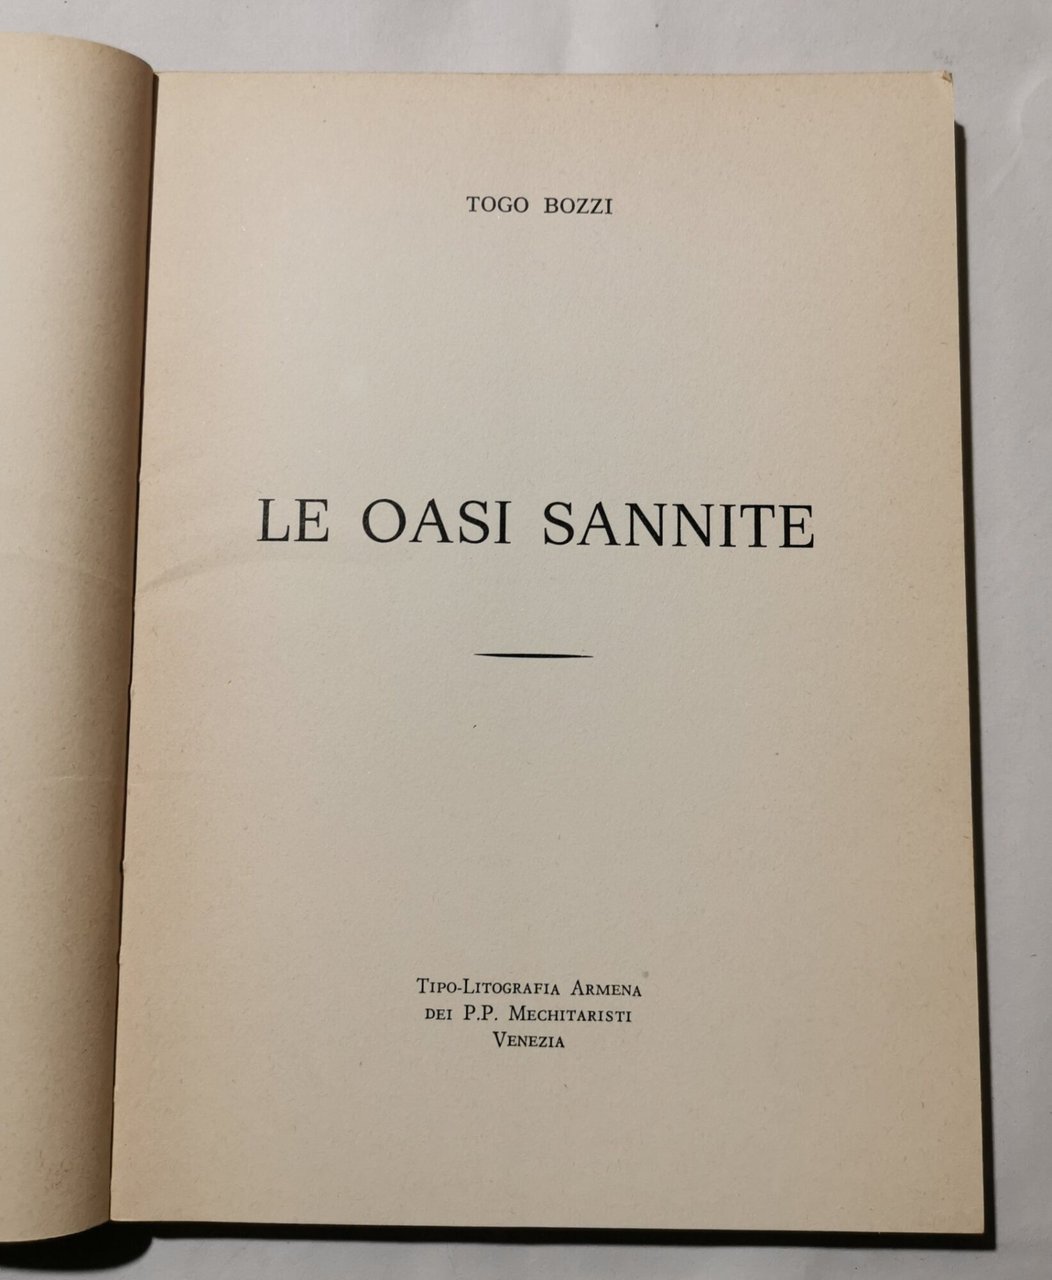 TOGO BOZZI
LE OASI SANNITE
TIPO-LITOGRAFIA ARMENA
DEI P.P. MECHITARISTI
VENEZIA